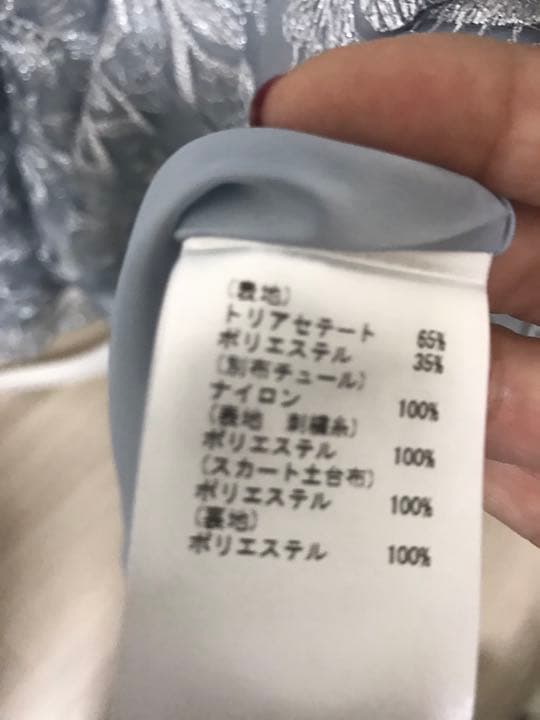 (表地)
トリアセテート 65%
ポリエステル 35%
(別布チュール)
ナイロン 100%
(表地 刺繍糸)
ポリエステル 100%
(スカート土台布)
ポリエステル 100%
(裏地)
ポリエステル 100%